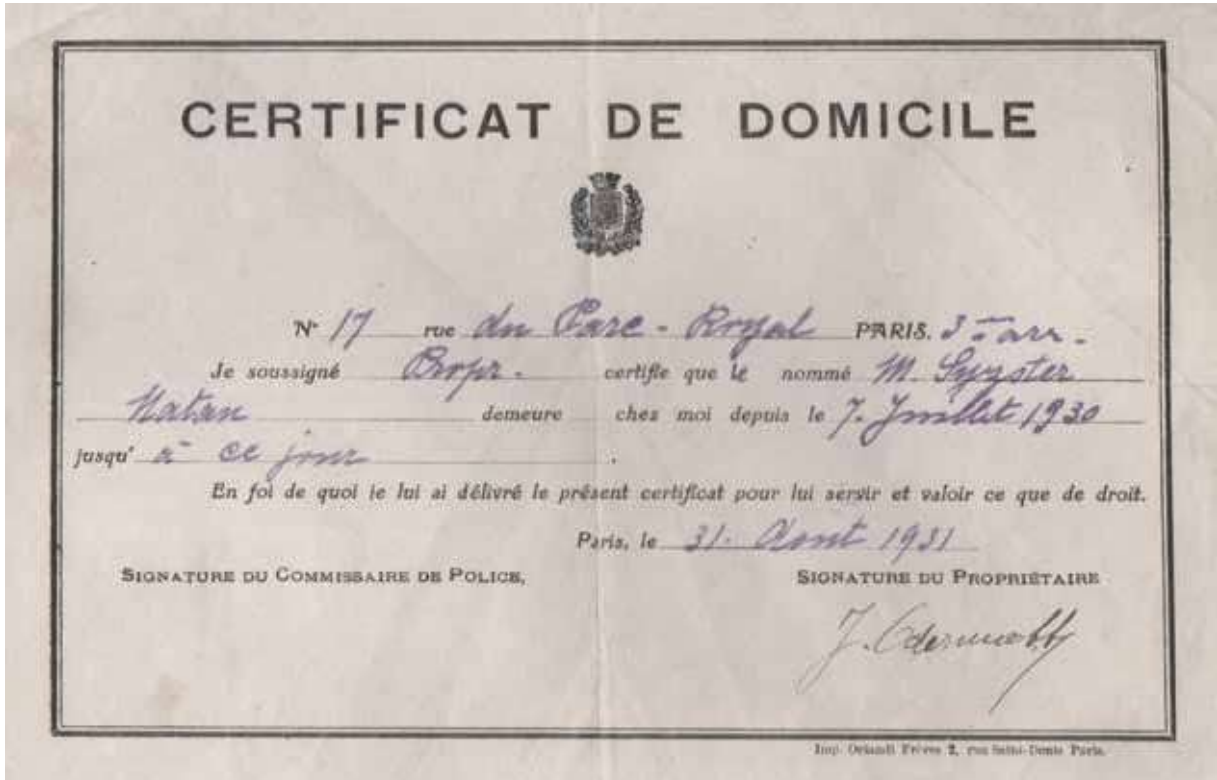 CERTIFICAT DE DOMICILE
N° 17 rue du Parc - Royal PARIS. 3me arr.
Je soussigné Propr. certifie que le nommé M. Syyster
Natan demeure chez moi depuis le 7. Juillet 1930
jusqu' à ce jour.
En foi de quoi je lui ai délivré le présent certificat pour lui servir et valoir ce que de droit.
Paris, le 31. Aout 1931
SIGNATURE DU COMMISSAIRE DE POLICE,
SIGNATURE DU PROPRIÉTAIRE
J.
Imp. Orlandi Frères 2, rue Saint-Denis Paris.